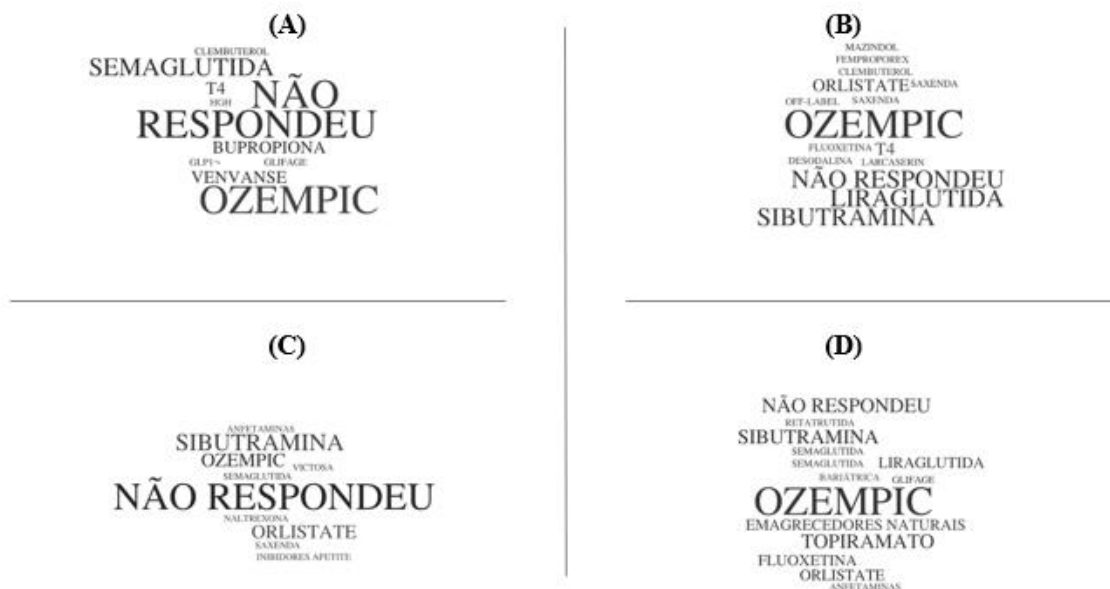 (A)
CLEMBUTEROL
SEMAGLUTIDA
T4
HGH
NÃO
RESPONDEU
BUPROPIONA
GLP1¬ GLIFAGE
VENVANSE
OZEMPIC
(B)
MAZINDOL
FEMPROPOREX
CLEMBUTEROL
ORLISTATE SAXENDA
OFF-LABEL SAXENDA
OZEMPIC
FLUOXETINA T4
DESODALINA LARCASERIN
NÃO RESPONDEU
LIRAGLUTIDA
SIBUTRAMINA
(C)
ANFETAMINAS
SIBUTRAMINA
OZEMPIC
VICTOSA
SEMAGLUTIDA
NÃO RESPONDEU
NALTREXONA
ORLISTATE
SAXENDA
INIBIDORES APETITE
(D)
NÃO RESPONDEU
RETATRUTIDA
SIBUTRAMINA
SEMAGLUTIDA
SEMAGLUTIDA LIRAGLUTIDA
BARIÁTRICA GLIFAGE
OZEMPIC
EMAGRECEDORES NATURAIS
TOPIRAMATO
FLUOXETINA
ORLISTATE
ANFETAMINAS